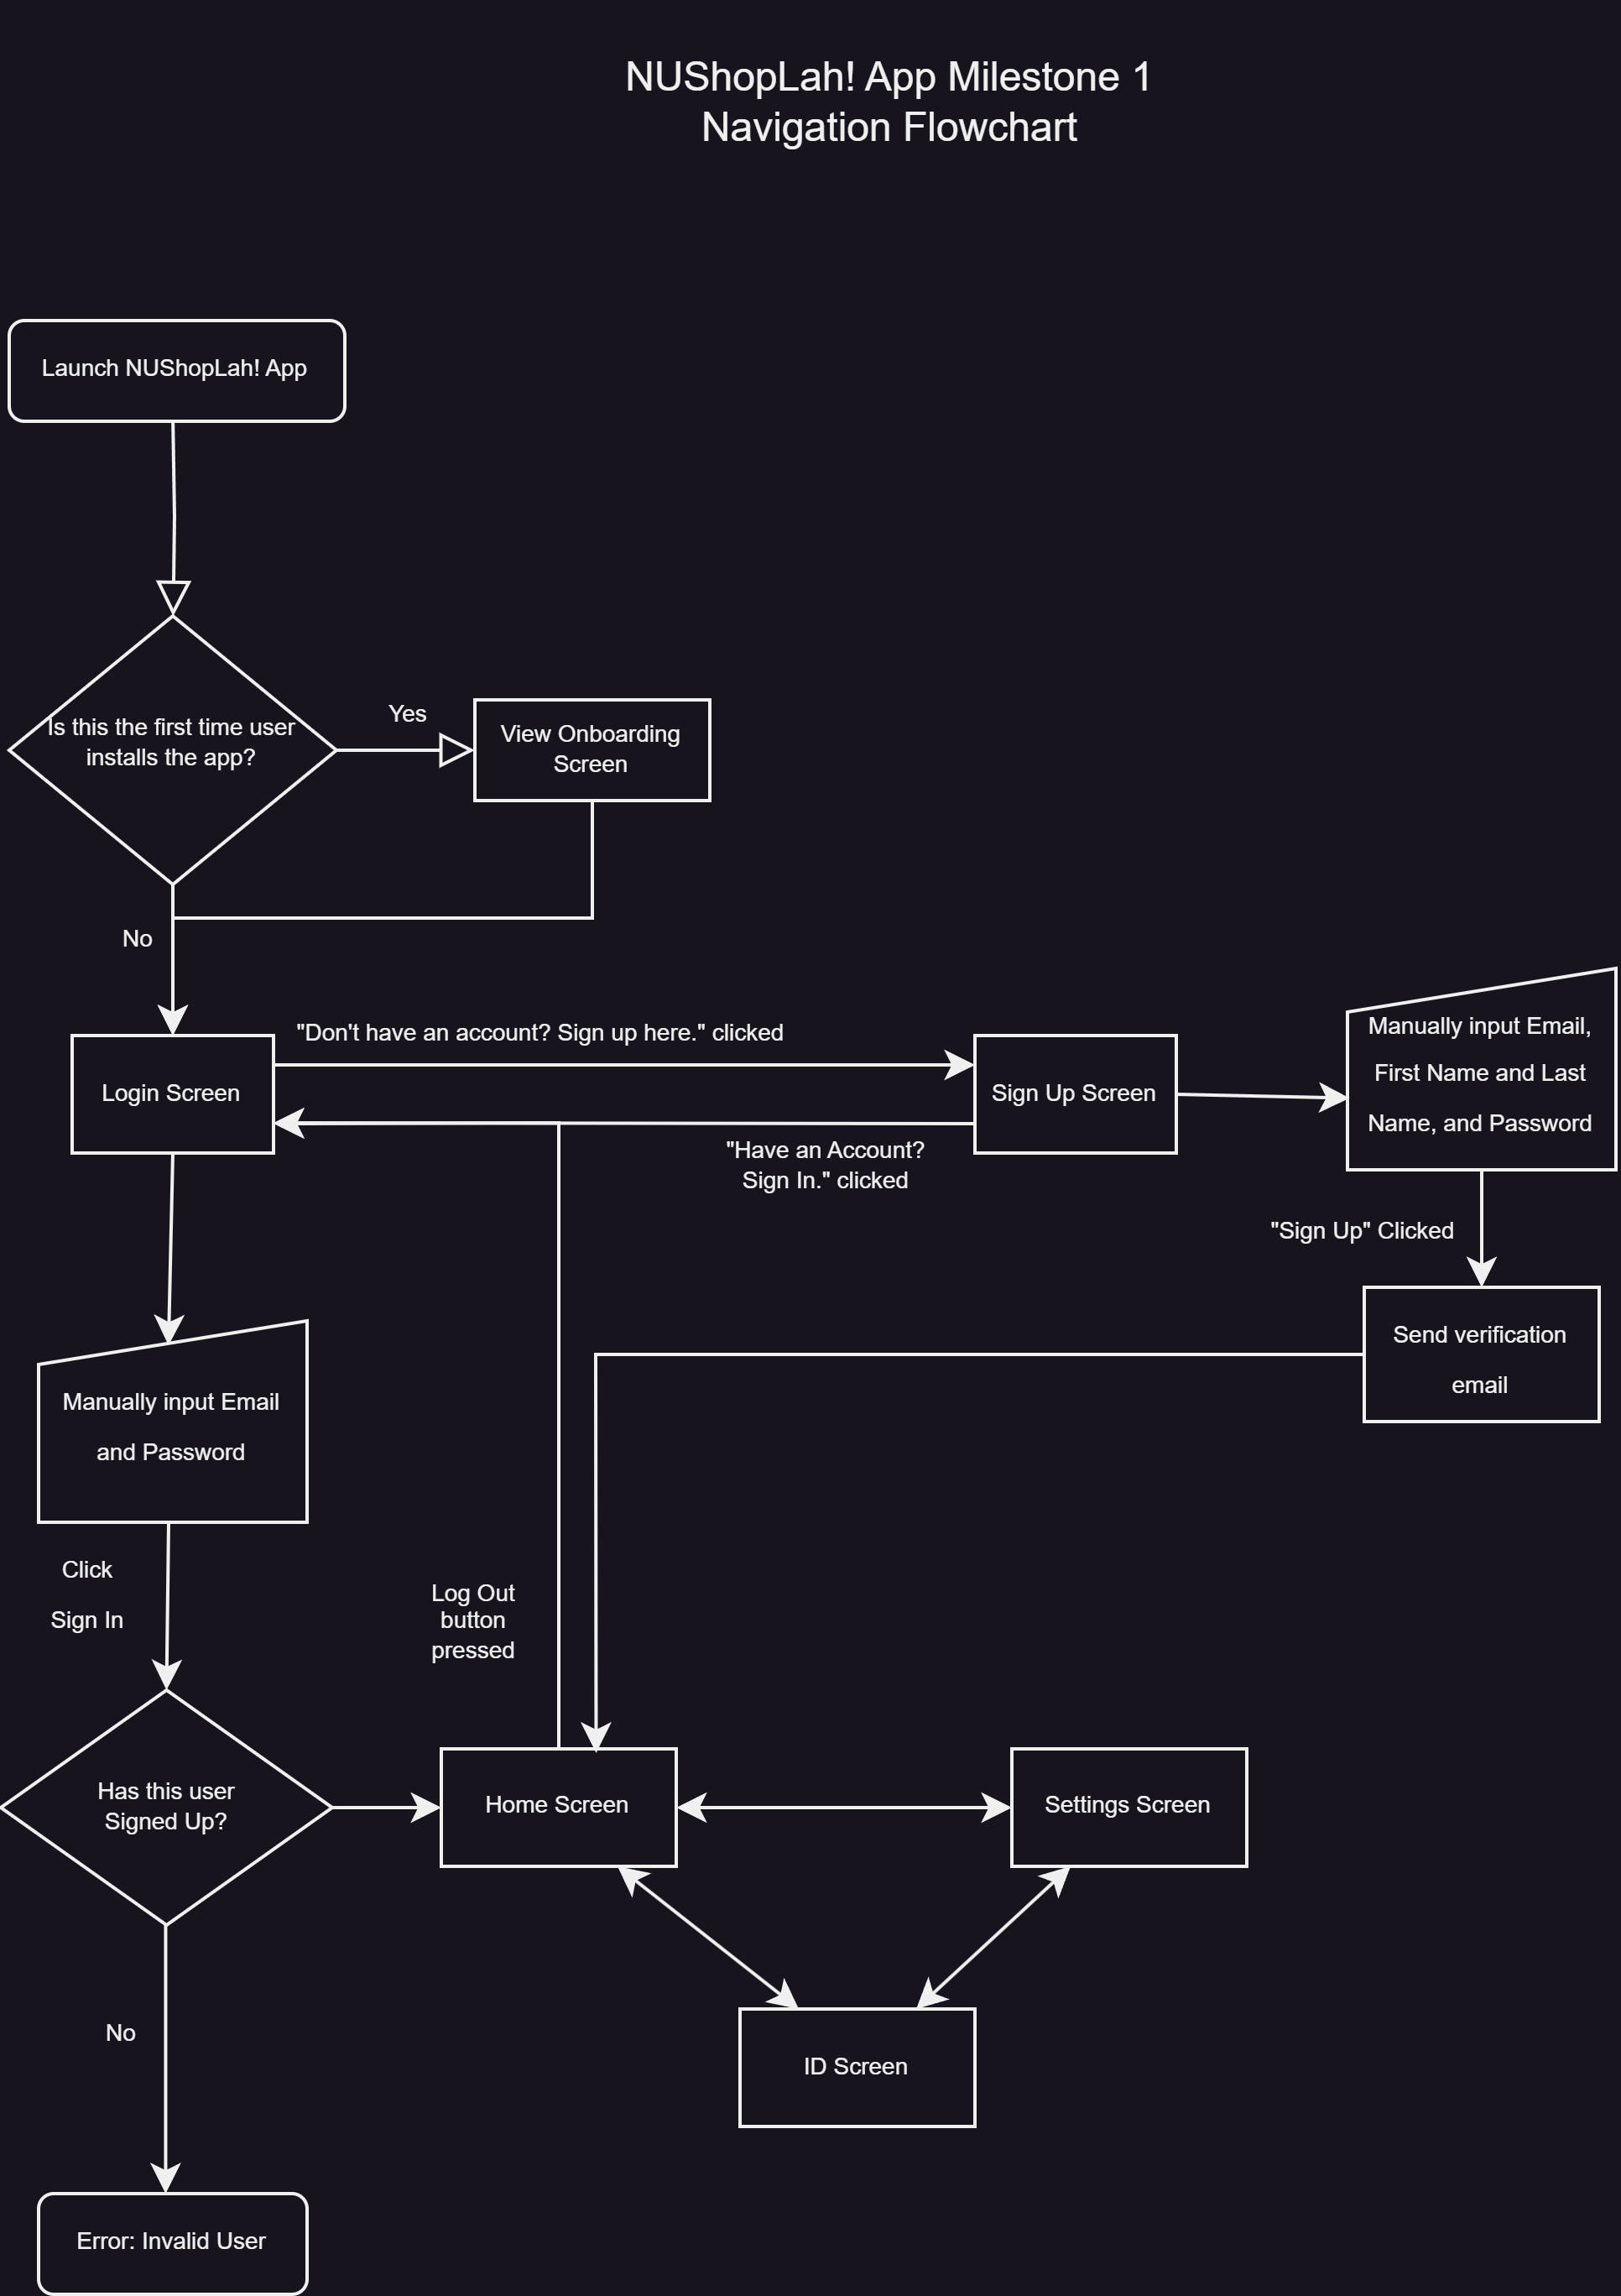 NUShopLah! App Milestone 1
Navigation Flowchart
Launch NUShopLah! App
Is this the first time user
installs the app?
Yes
View Onboarding
Screen
No
Login Screen
"Don't have an account? Sign up here." clicked
Sign Up Screen
"Have an Account?
Sign In." clicked
Manually input Email,
First Name and Last
Name, and Password
"Sign Up" Clicked
Send verification
email
Manually input Email
and Password
Click
Sign In
Log Out
button
pressed
Has this user
Signed Up?
Home Screen
Settings Screen
ID Screen
No
Error: Invalid User